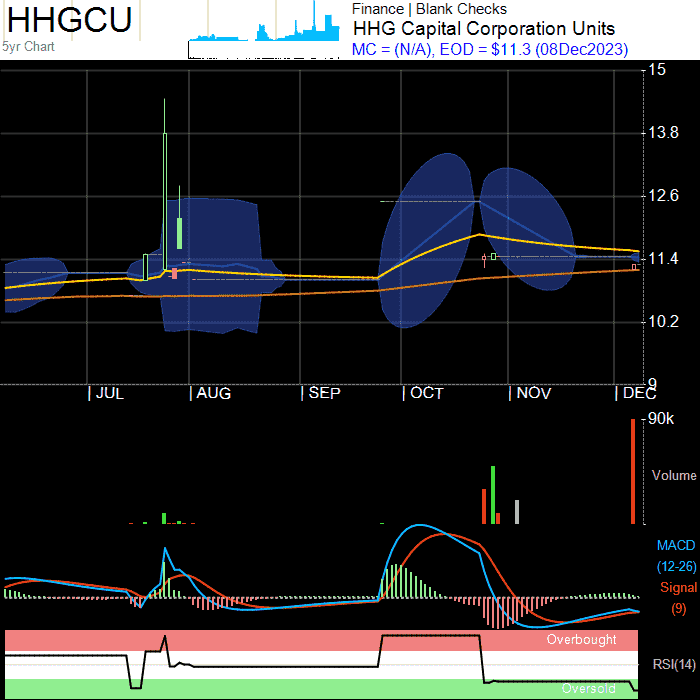 HHGCU
5yr Chart
Finance | Blank Checks
HHG Capital Corporation Units
MC = (N/A), EOD = $11.3 (08Dec2023)
15
13.8
12.6
11.4
10.2
9
| JUL | AUG | SEP | OCT | NOV | DEC
90k
Volume
MACD
(12-26)
Signal
(9)
Overbought
RSI(14)
Oversold